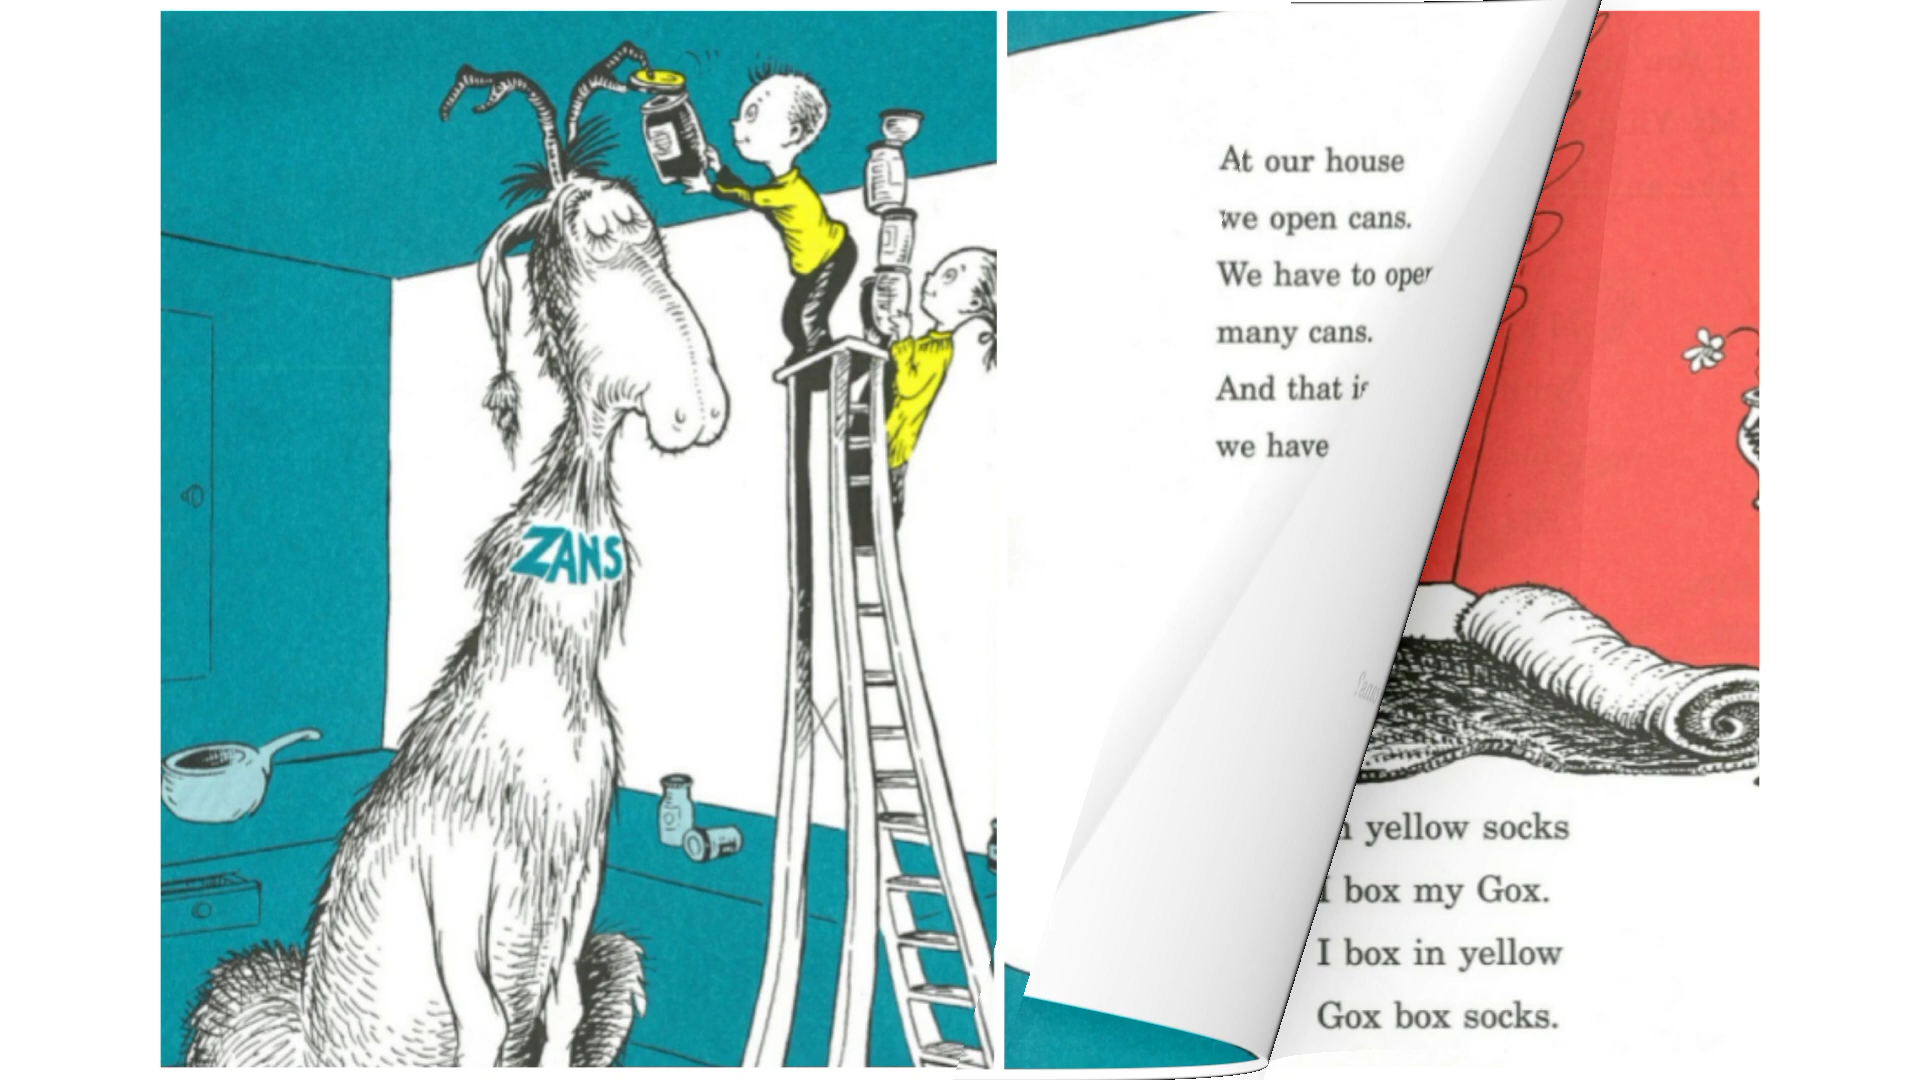 ZANS
At our house
we open cans.
We have to
many cans.
And that
we have
yellow socks
I box my Gox.
I box in yellow
Gox box socks.